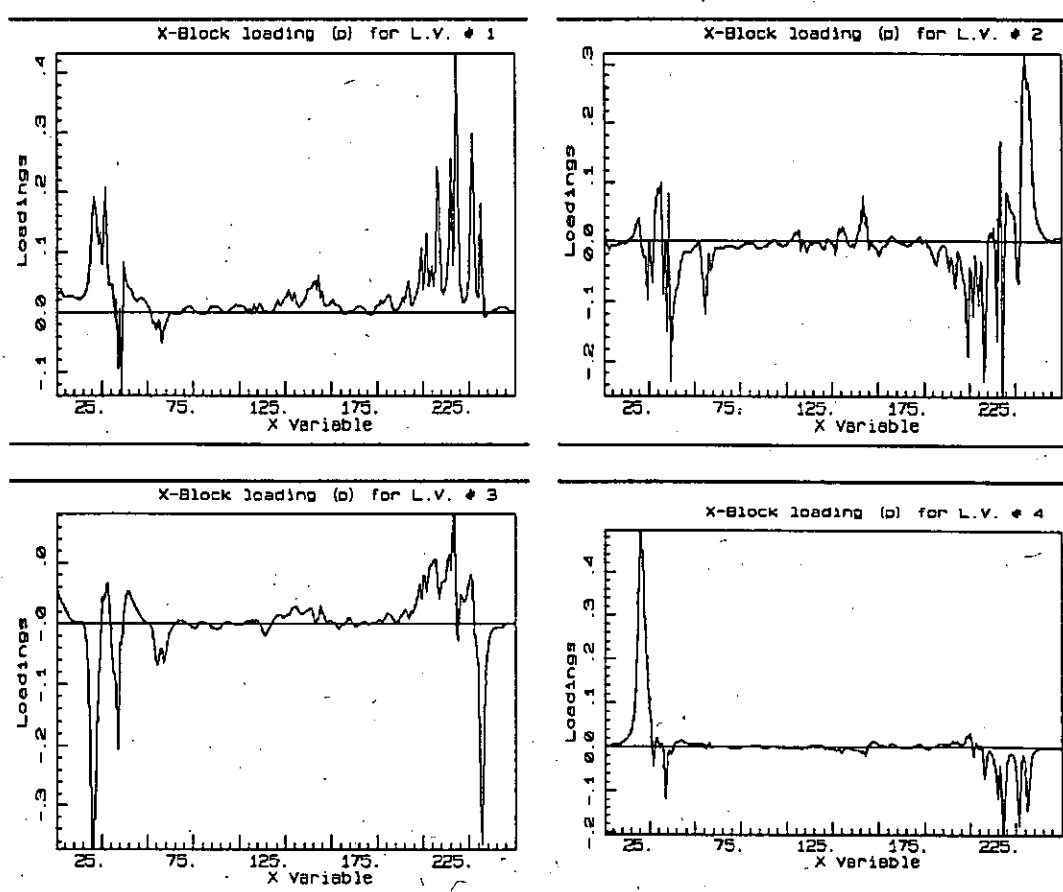 X-Block loading (p) for L.V. # 1
.4
.3
.2
.1
0.0
-.1
Loadings
25. 75. 125. 175. 225.
X Variable
X-Block loading (p) for L.V. # 2
.3
.2
.1
0.0
-.1
-.2
Loadings
25. 75. 125. 175. 225.
X Variable
X-Block loading (p) for L.V. # 3
.0
-.0
-.1
-.2
-.3
Loadings
25. 75. 125. 175. 225.
X Variable
X-Block loading (p) for L.V. # 4
.4
.3
.2
.1
0.0
-.1
-.2
Loadings
25. 75. 125. 175. 225.
X Variable